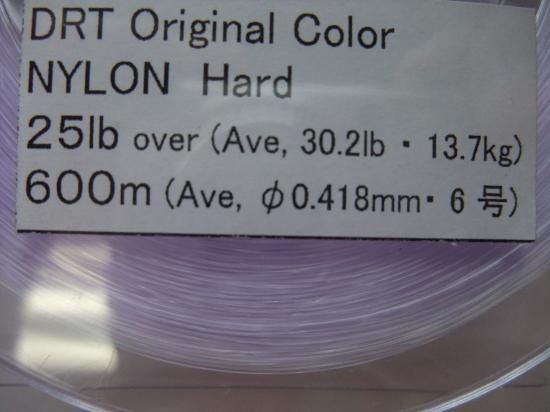 DRT Original Color
NYLON Hard
25lb over (Ave, 30.2lb・13.7kg)
600m (Ave, φ0.418mm・6号)